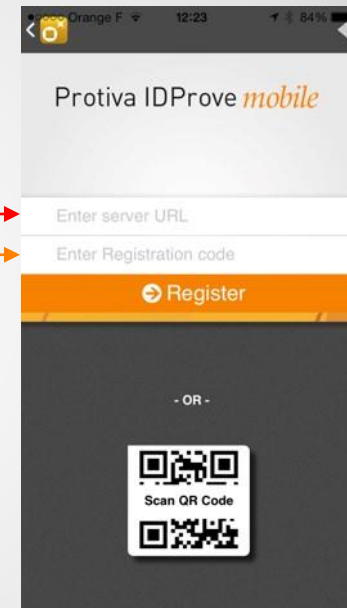 Orange F 12:23 84%
Protiva IDProve mobile
Enter server URL
Enter Registration code
Register
- OR -
Scan QR Code